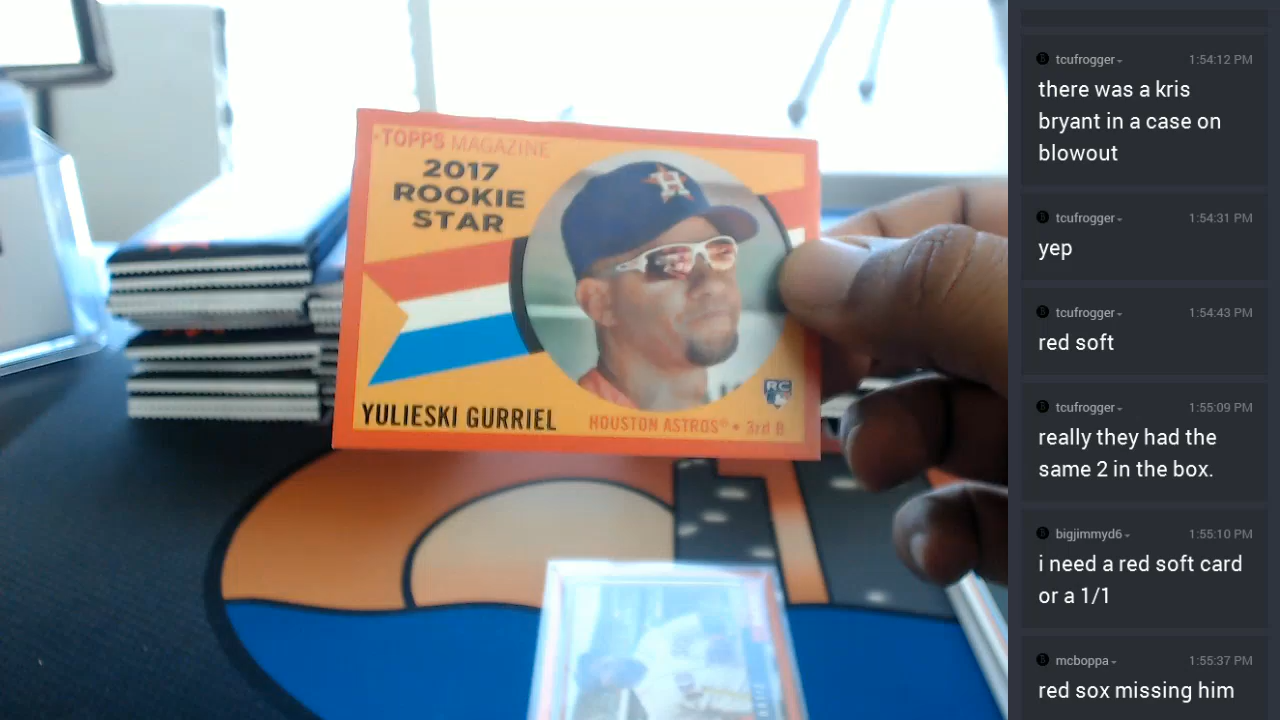 TOPPS MAGAZINE
2017
ROOKIE
STAR
H
RC
YULIESKI GURRIEL
HOUSTON ASTROS® • 3rd B
tcufrogger 1:54:12 PM
there was a kris
bryant in a case on
blowout
tcufrogger 1:54:31 PM
yep
tcufrogger 1:54:43 PM
red soft
tcufrogger 1:55:09 PM
really they had the
same 2 in the box.
bigjimmyd6 1:55:10 PM
i need a red soft card
or a 1/1
mcboppa 1:55:37 PM
red sox missing him